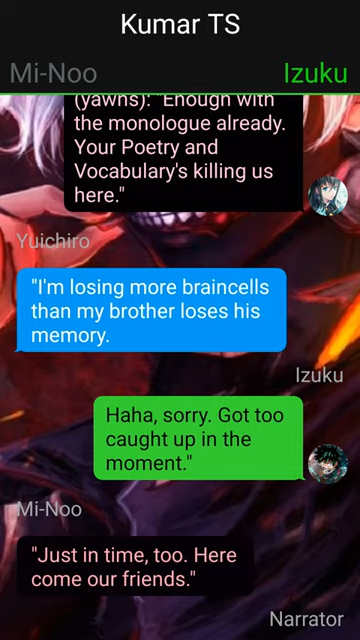 Kumar TS
Mi-Noo
Izuku
(yawns): "Enough with
the monologue already.
Your Poetry and
Vocabulary's killing us
here."
Yuichiro
"I'm losing more braincells
than my brother loses his
memory.
Izuku
Haha, sorry. Got too
caught up in the
moment."
Mi-Noo
"Just in time, too. Here
come our friends."
Narrator